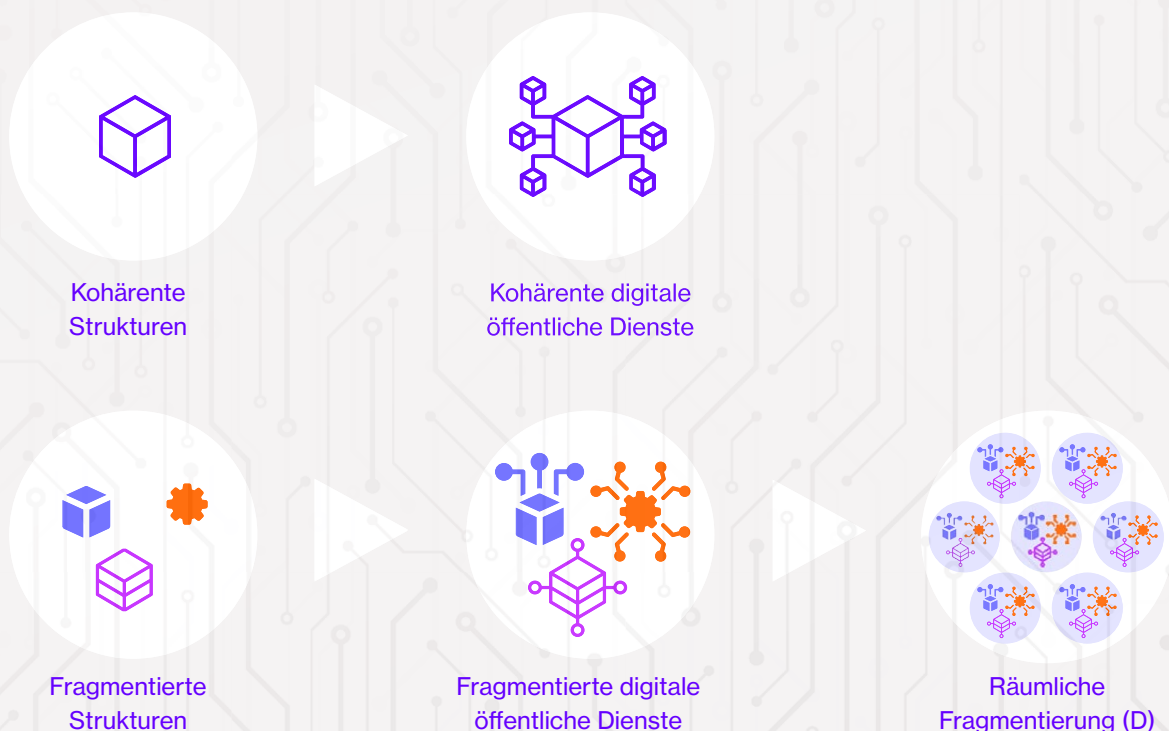 Kohärente
Strukturen
Kohärente digitale
öffentliche Dienste
Fragmentierte
Strukturen
Fragmentierte digitale
öffentliche Dienste
Räumliche
Fragmentierung (D)